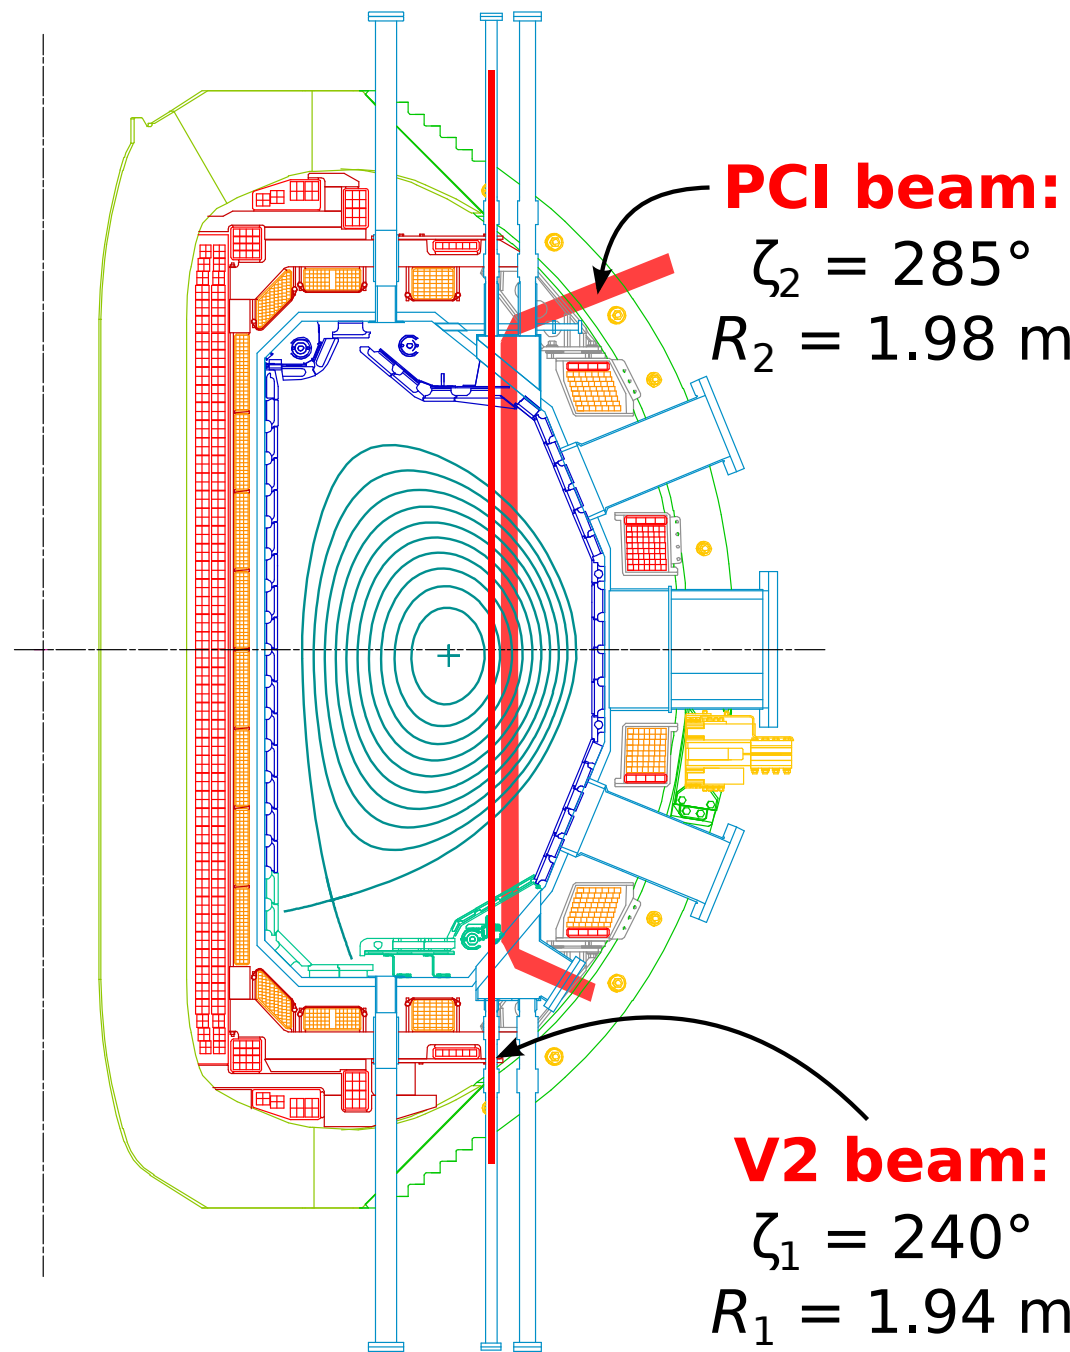 PCI beam:
ζ₂ = 285°
R₂ = 1.98 m
V2 beam:
ζ₁ = 240°
R₁ = 1.94 m